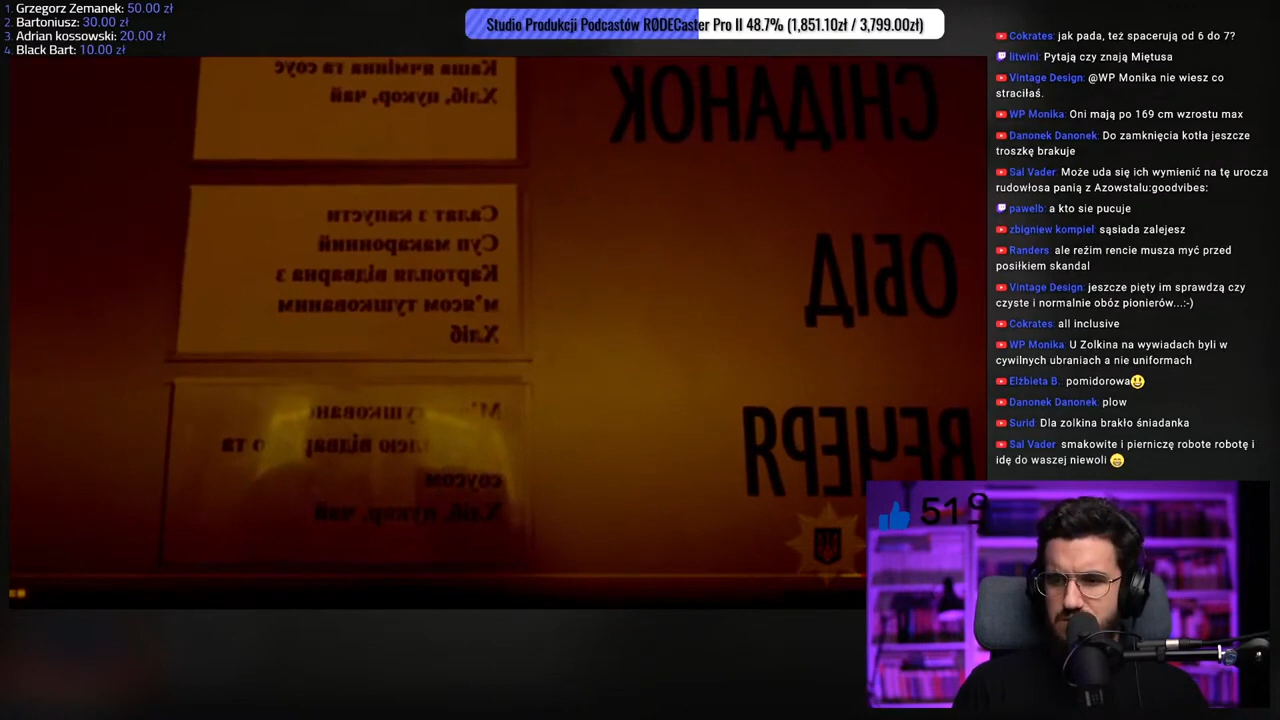 1. Grzegorz Zemanek: 50.00 zł
2. Bartoniusz: 30.00 zł
3. Adrian kossowski: 20.00 zł
4. Black Bart: 10.00 zł
Studio Produkcji Podcastów RØDECaster Pro II 48.7% (1,851.10zł / 3,799.00zł)
Каша ячмінна та соус
Хліб, цукор, чай
СНІДАНОК
Салат з капусти
Суп макаронний
Картопля відварна з
м'ясом тушкованим
Хліб
ОБІД
соусом
Хліб, цукор, чай
ВЕЧЕРЯ
Cokrates: jak pada, też spacerują od 6 do 7?
litwini: Pytają czy znają Miętusa
Vintage Design: @WP Monika nie wiesz co
straciłaś.
WP Monika: Oni mają po 169 cm wzrostu max
Danonek Danonek: Do zamknięcia kotła jeszcze
troszkę brakuje
Sal Vader: Może uda się ich wymienić na tę urocza
rudowłosa panią z Azowstalu:goodvibes:
pawelb: a kto sie pucuje
zbigniew kompiel: sąsiada zalejesz
Randers: ale reżim rencie musza myć przed
posiłkiem skandal
Vintage Design: jeszcze pięty im sprawdzą czy
czyste i normalnie obóz pionierów...:-)
Cokrates: all inclusive
WP Monika: U Zolkina na wywiadach byli w
cywilnych ubraniach a nie uniformach
Elżbieta B.: pomidorowa😃
Danonek Danonek: plow
Surid: Dla zolkina brakło śniadanka
Sal Vader: smakowite i pierniczę robote robotę i
idę do waszej niewoli 😁
519